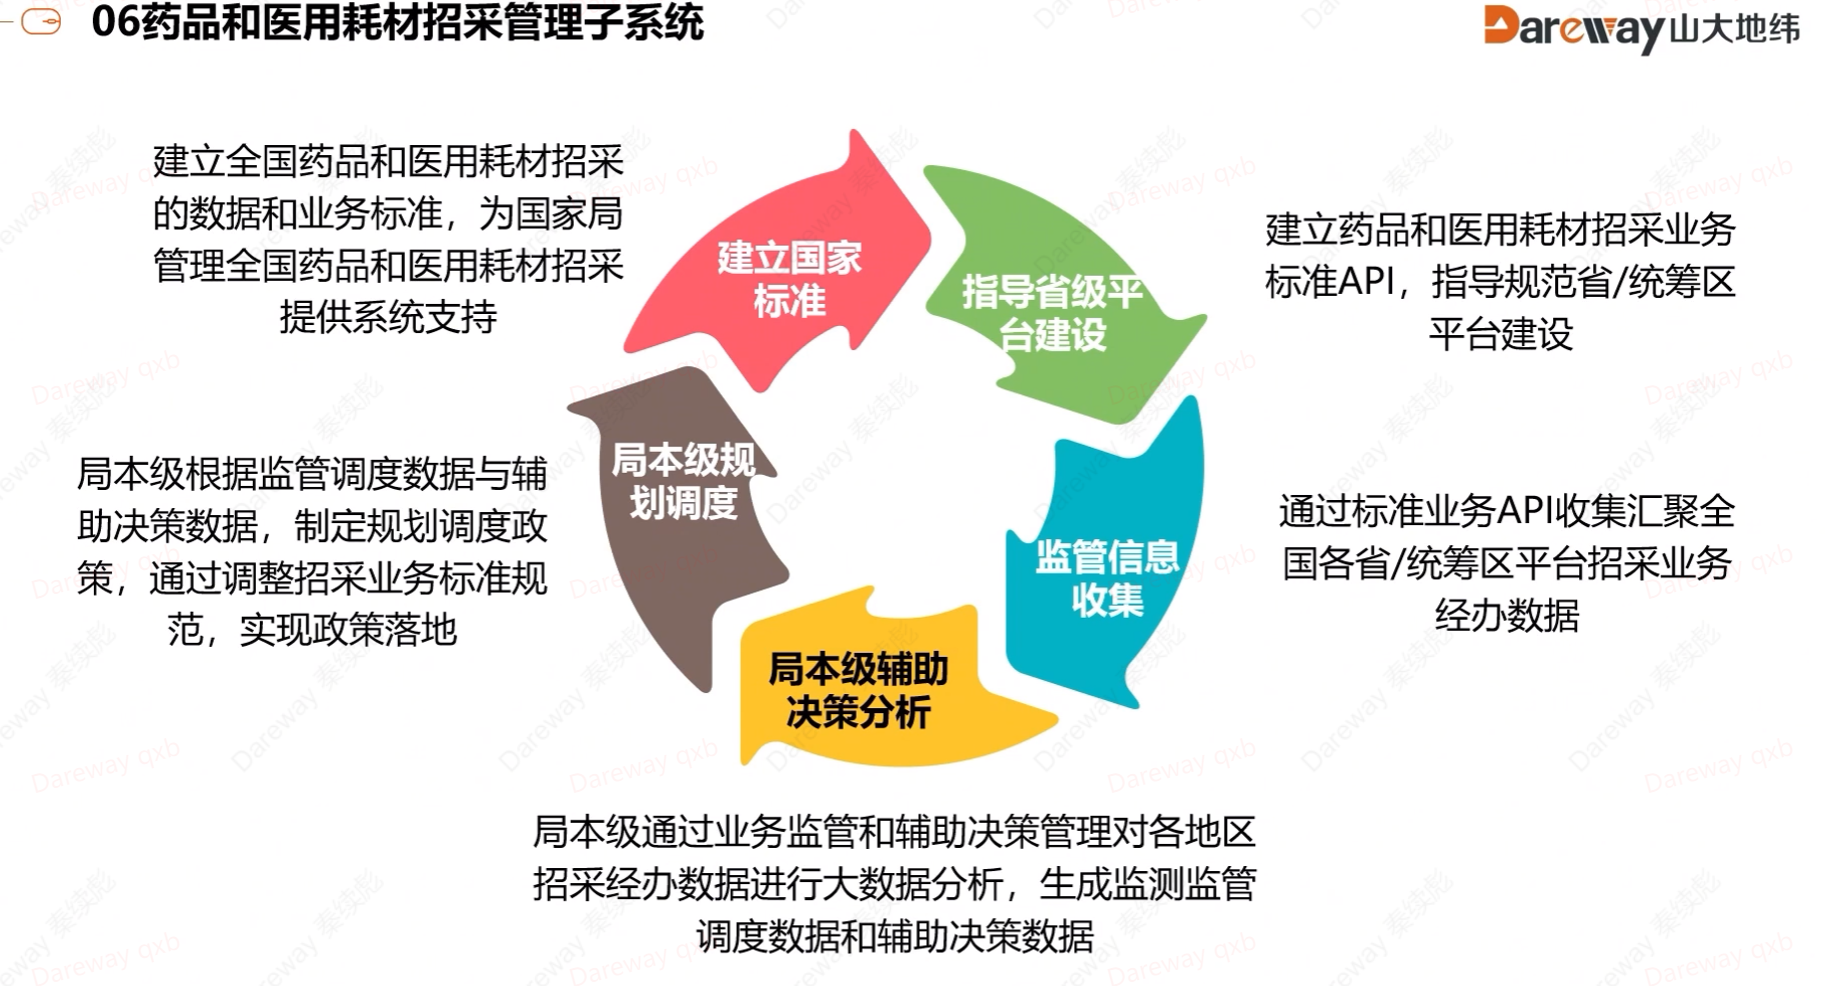 06药品和医用耗材招采管理子系统
Dareway山大地纬
建立全国药品和医用耗材招采
的数据和业务标准，为国家局
管理全国药品和医用耗材招采
提供系统支持
建立国家
标准
指导省级平
台建设
建立药品和医用耗材招采业务
标准API，指导规范省/统筹区
平台建设
局本级根据监管调度数据与辅
助决策数据，制定规划调度政
策，通过调整招采业务标准规
范，实现政策落地
局本级规
划调度
监管信息
收集
通过标准业务API收集汇聚全
国各省/统筹区平台招采业务
经办数据
局本级辅助
决策分析
局本级通过业务监管和辅助决策管理对各地区
招采经办数据进行大数据分析，生成监测监管
调度数据和辅助决策数据
Dareway qxb
Dareway 秦续彪